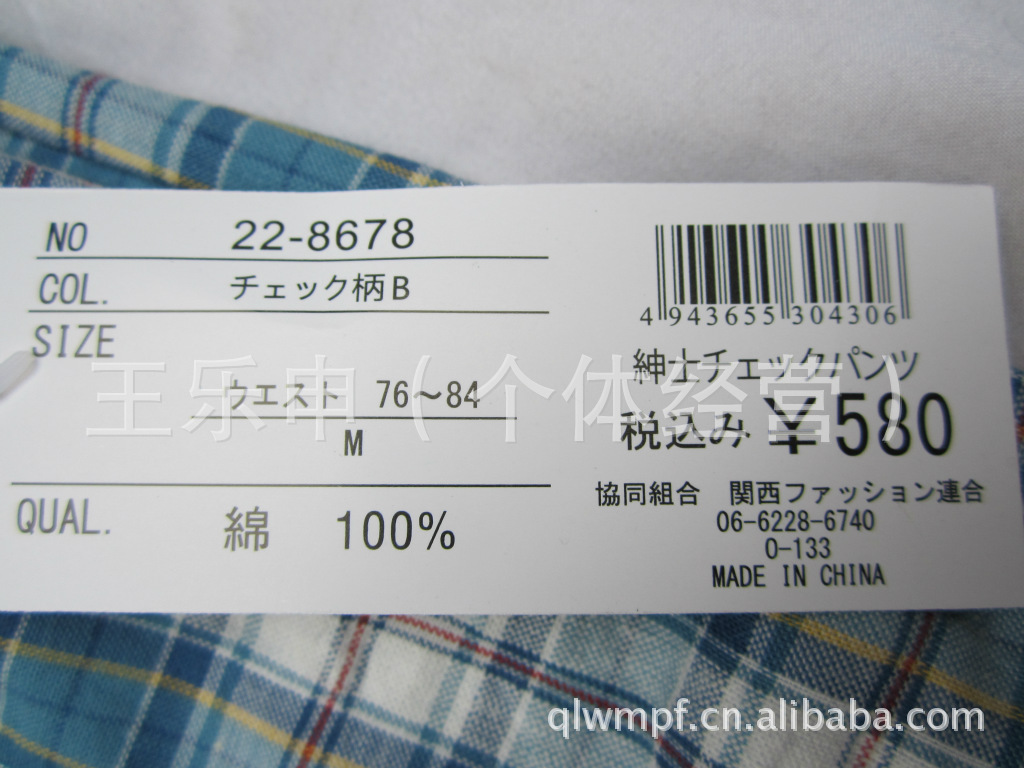 NO 22-8678
COL. チェック柄B
SIZE
ウエスト 76～84
M
QUAL. 綿 100%
4 943655 304306
紳士チェックパンツ
税込み ¥580
協同組合 関西ファッション連合
06-6228-6740
0-133
MADE IN CHINA
王乐申（个体经营）
qlwmpf.cn.alibaba.com